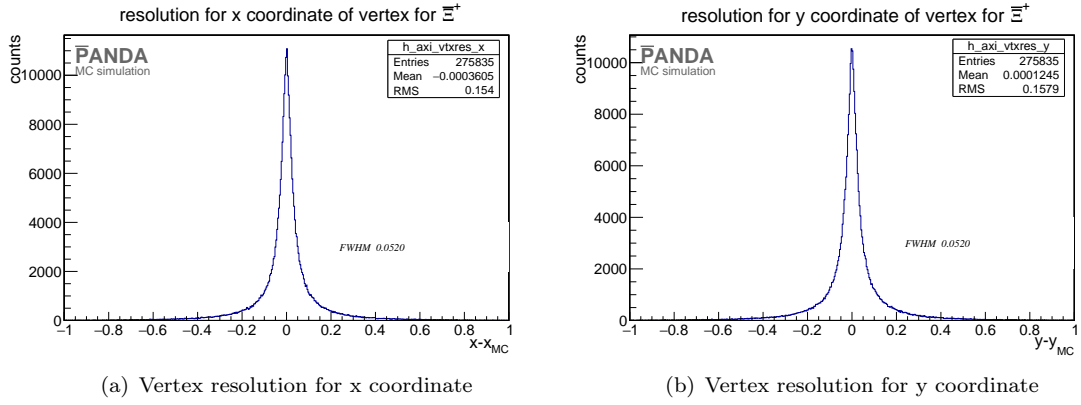 resolution for x coordinate of vertex for Ξ̅⁺
counts
P̅ANDA
MC simulation
h_axi_vtxres_x
Entries 275835
Mean −0.0003605
RMS 0.154
10000
8000
6000
4000
2000
0
FWHM 0.0520
−1 −0.8 −0.6 −0.4 −0.2 0 0.2 0.4 0.6 0.8 1
x-x_MC
(a) Vertex resolution for x coordinate
resolution for y coordinate of vertex for Ξ̅⁺
counts
P̅ANDA
MC simulation
h_axi_vtxres_y
Entries 275835
Mean 0.0001245
RMS 0.1579
10000
8000
6000
4000
2000
0
FWHM 0.0520
−1 −0.8 −0.6 −0.4 −0.2 0 0.2 0.4 0.6 0.8 1
y-y_MC
(b) Vertex resolution for y coordinate